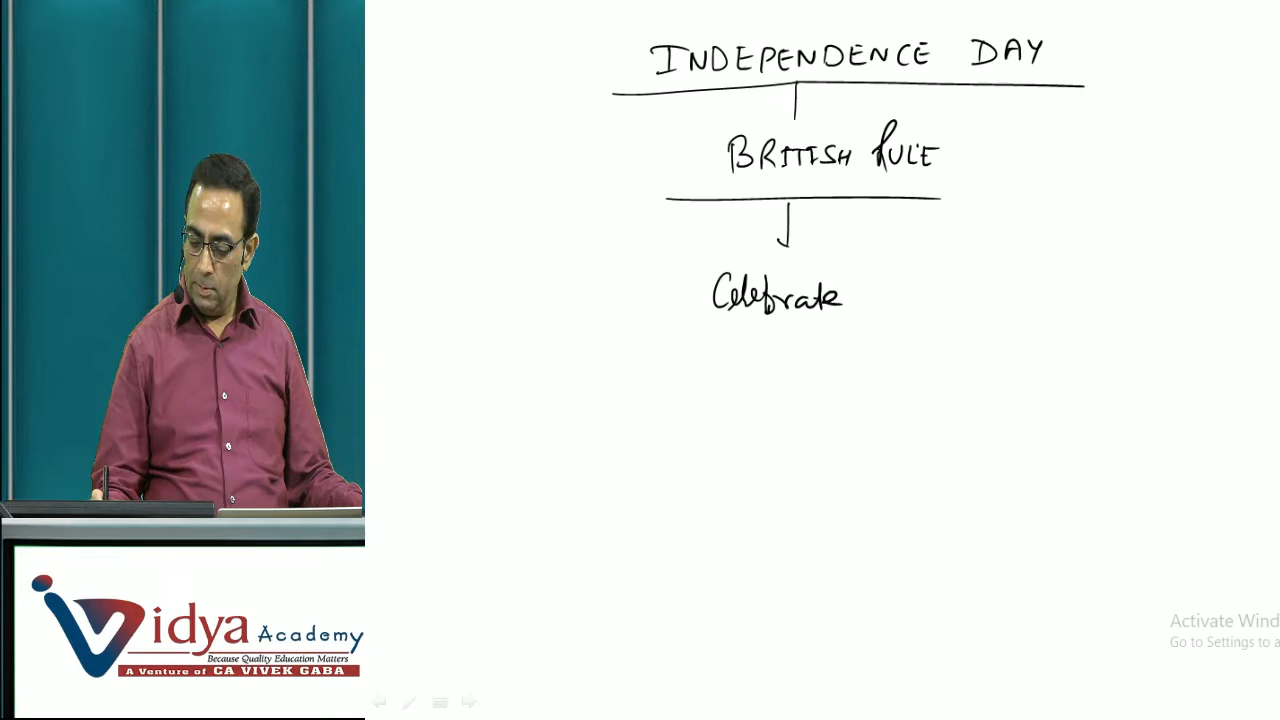 INDEPENDENCE DAY
BRITISH RULE
Celebrate
Vidya Academy
Because Quality Education Matters
A Venture of CA VIVEK GABA
Activate Wind
Go to Settings to a